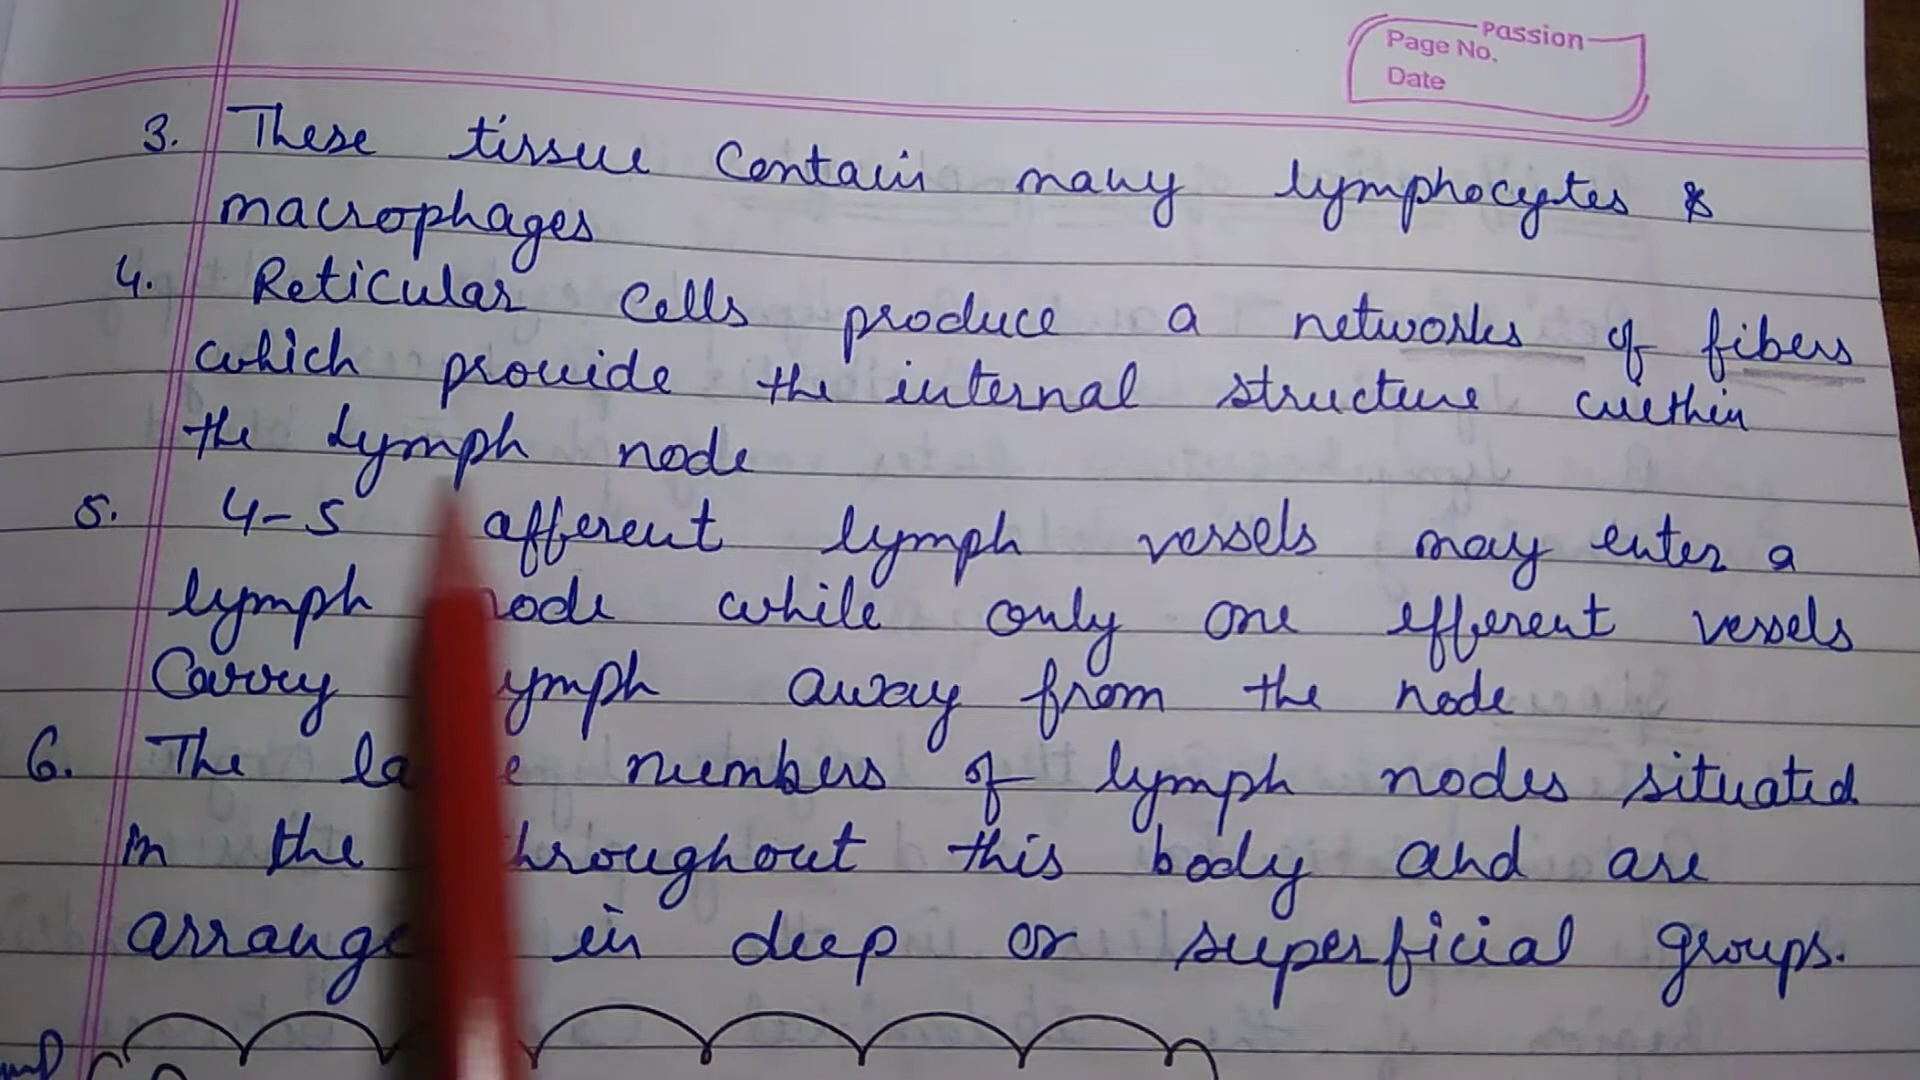 Passion
Page No.
Date
3. These tissue Contain many lymphocytes &
macrophages
4. Reticular Cells produce a networks of fibers
which provide the internal structure within
the Lymph node
5. 4-5 afferent lymph vessels may enter a
lymph node while only one efferent vessels
Carry lymph away from the node
6. The numbers of lymph nodes situated
in the throughout this body and are
arrange in deep or superficial groups.